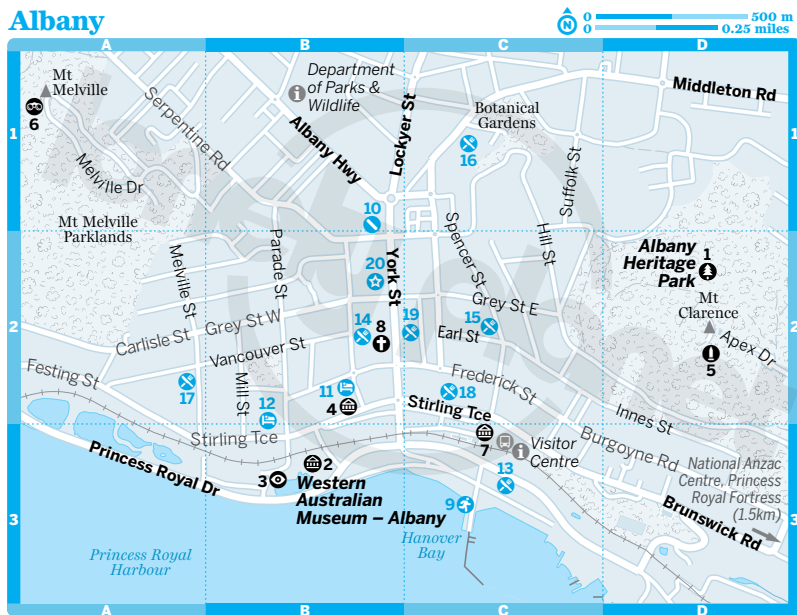 Albany
N
0 500 m
0 0.25 miles
A B C D
1
2
3
1
2
3
A B C D
Mt
Melville
6
Department
of Parks &
Wildlife
Middleton Rd
Botanical
Gardens
16
Serpentine Rd
Albany Hwy
Lockyer St
Suffolk St
Melville Dr
Mt Melville
Parklands
10
York St
Spencer St
Hill St
Albany
Heritage
Park
1
Mt
Clarence
5
Apex Dr
Melville St
Parade St
20
Grey St E
Carlisle St
Grey St W
14
8
19
15
Earl St
Vancouver St
Festing St
17
Mill St
11
4
12
18
Frederick St
Stirling Tce
Innes St
Stirling Tce
7
Visitor
Centre
Burgoyne Rd
Princess Royal Dr
3
2
Western
Australian
Museum – Albany
13
9
National Anzac
Centre, Princess
Royal Fortress
(1.5km)
Brunswick Rd
Hanover
Bay
Princess Royal
Harbour
lonely planet